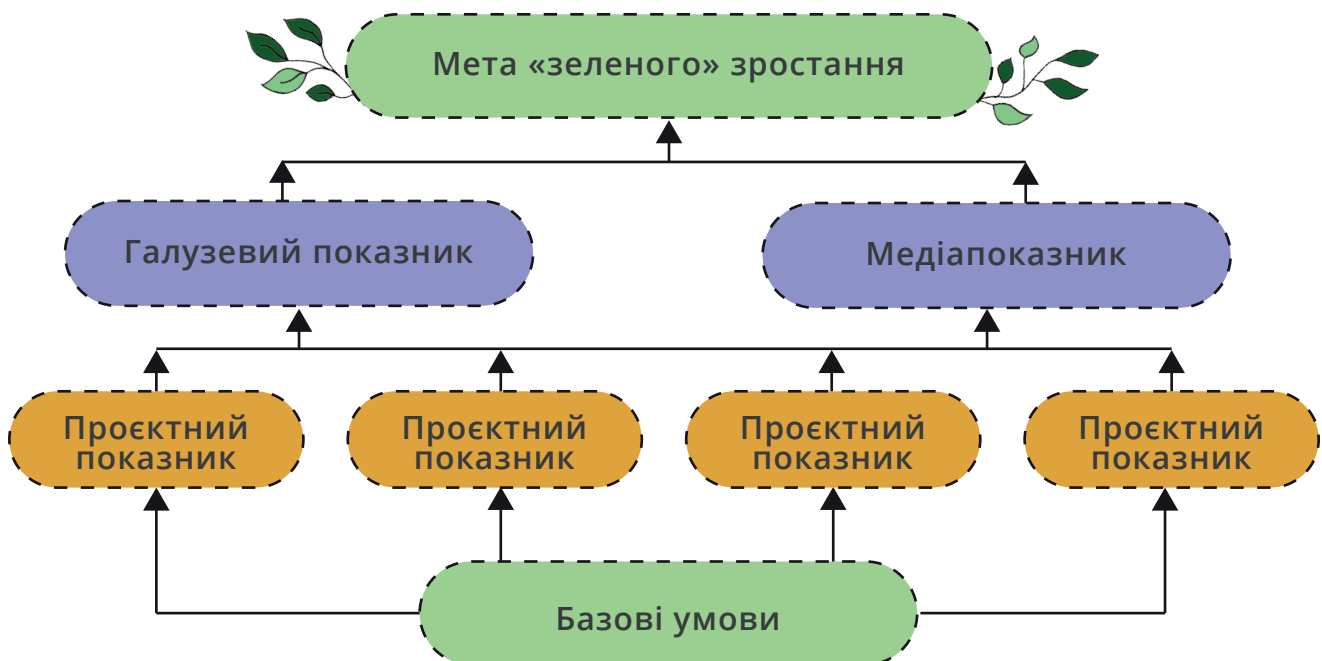 Мета «зеленого» зростання
Галузевий показник
Медіапоказник
Проєктний
показник
Проєктний
показник
Проєктний
показник
Проєктний
показник
Базові умови